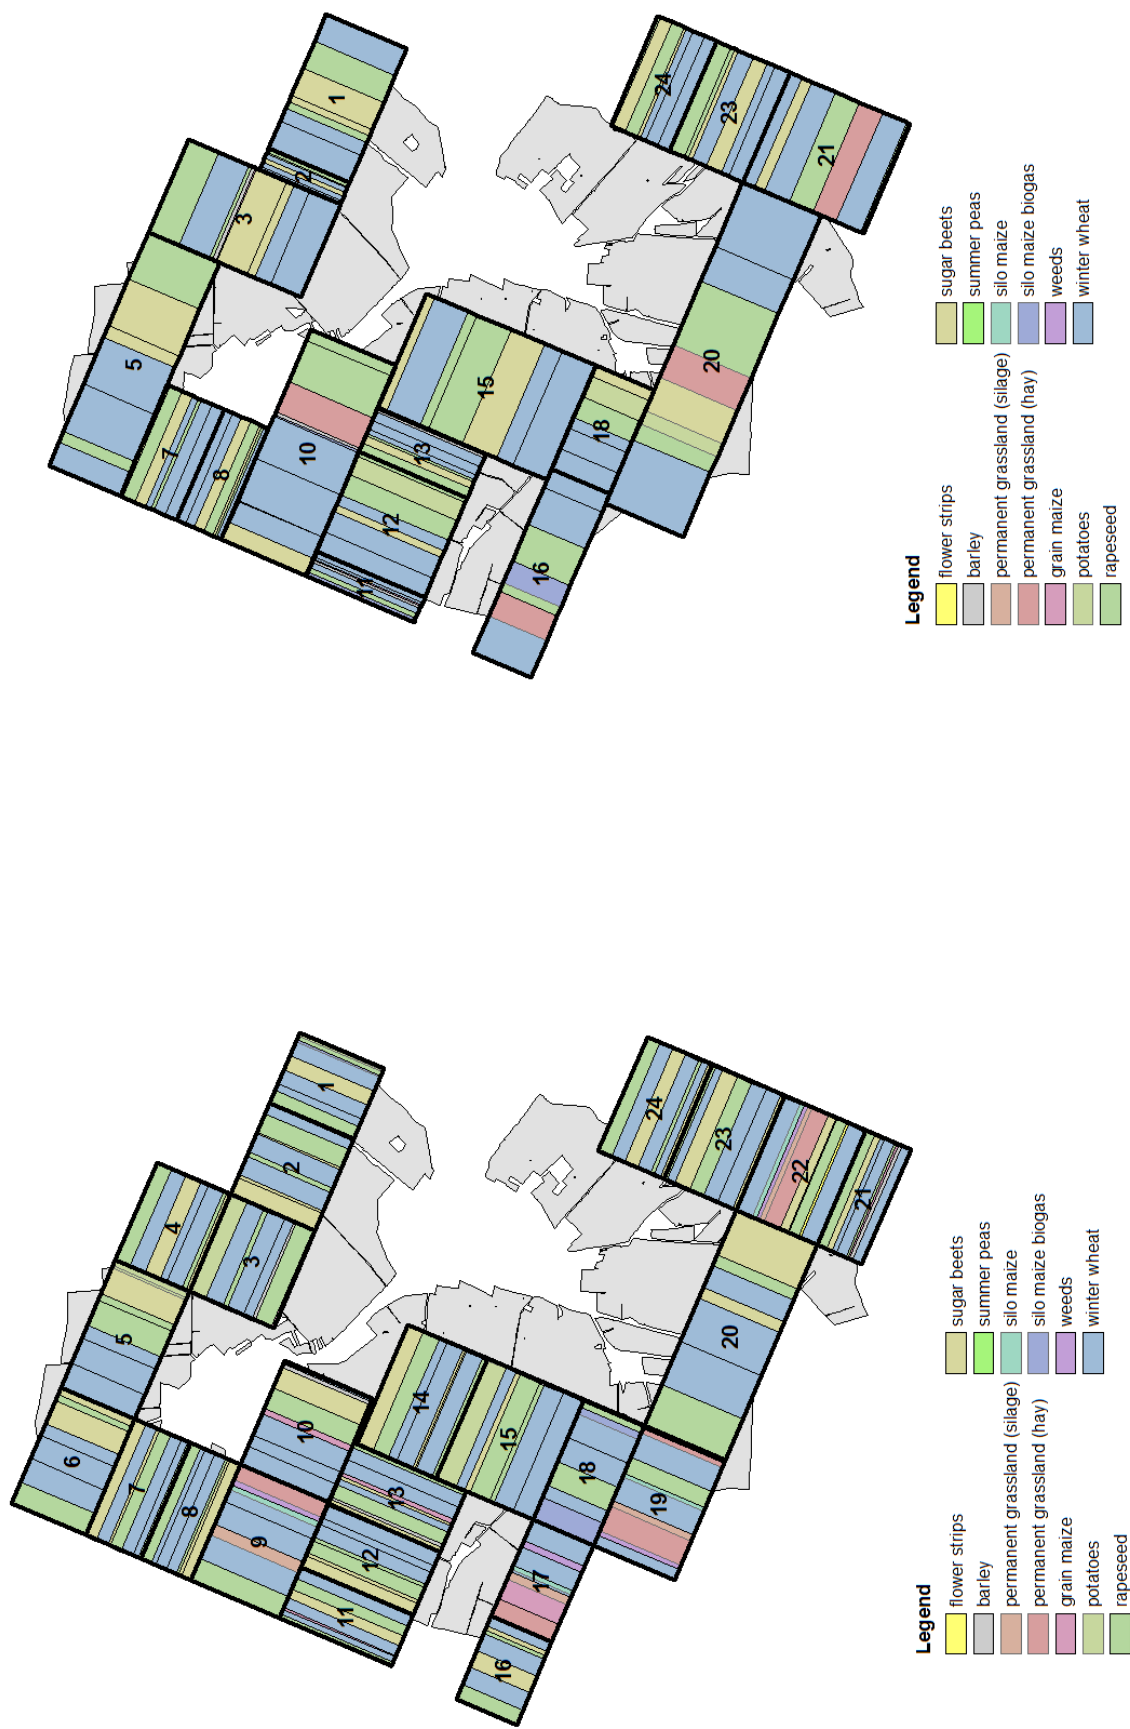 6
5
7
4
8
3
9
2
10
1
11
12
13
14
16
15
17
18
24
19
23
20
22
21
Legend
flower strips
barley
permanent grassland (silage)
permanent grassland (hay)
grain maize
potatoes
rapeseed
sugar beets
summer peas
silo maize
silo maize biogas
weeds
winter wheat
5
7
8
3
2
10
1
11
12
13
15
16
18
24
20
23
21
Legend
flower strips
barley
permanent grassland (silage)
permanent grassland (hay)
grain maize
potatoes
rapeseed
sugar beets
summer peas
silo maize
silo maize biogas
weeds
winter wheat